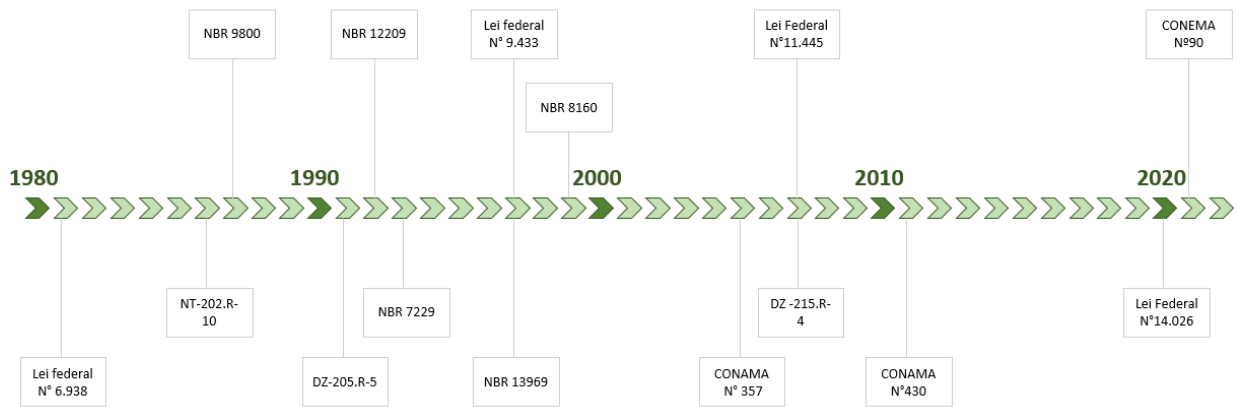 NBR 9800
NBR 12209
Lei federal
N° 9.433
Lei Federal
N°11.445
CONEMA
Nº90
NBR 8160
1980
1990
2000
2010
2020
NT-202.R-
10
NBR 7229
DZ -215.R-
4
Lei Federal
N°14.026
Lei federal
N° 6.938
DZ-205.R-5
NBR 13969
CONAMA
N° 357
CONAMA
N°430